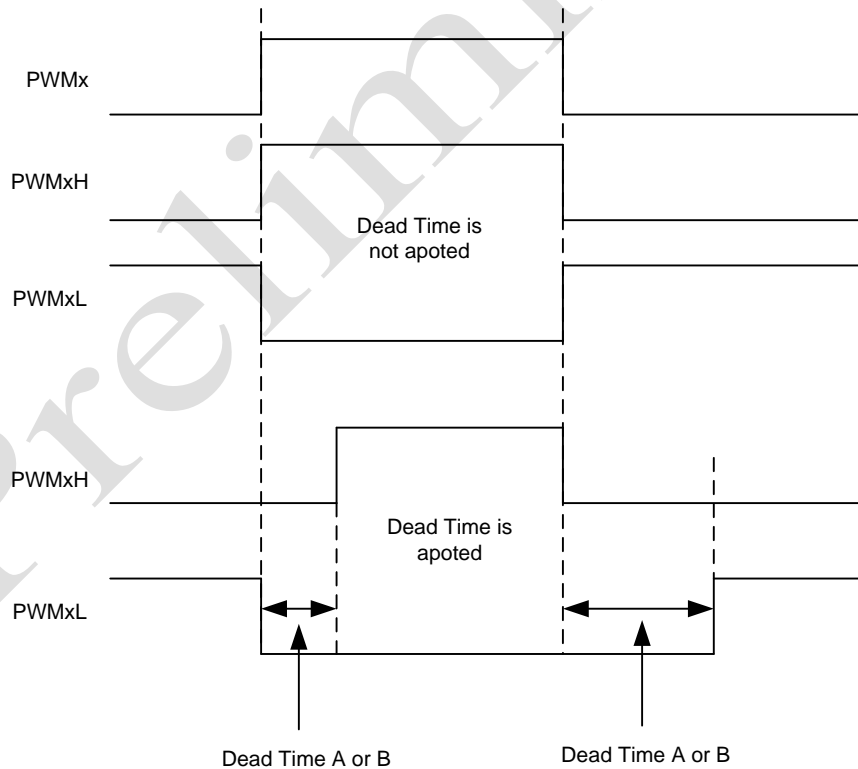 PWMx
PWMxH
Dead Time is
not apoted
PWMxL
PWMxH
Dead Time is
apoted
PWMxL
Dead Time A or B
Dead Time A or B
Prelim